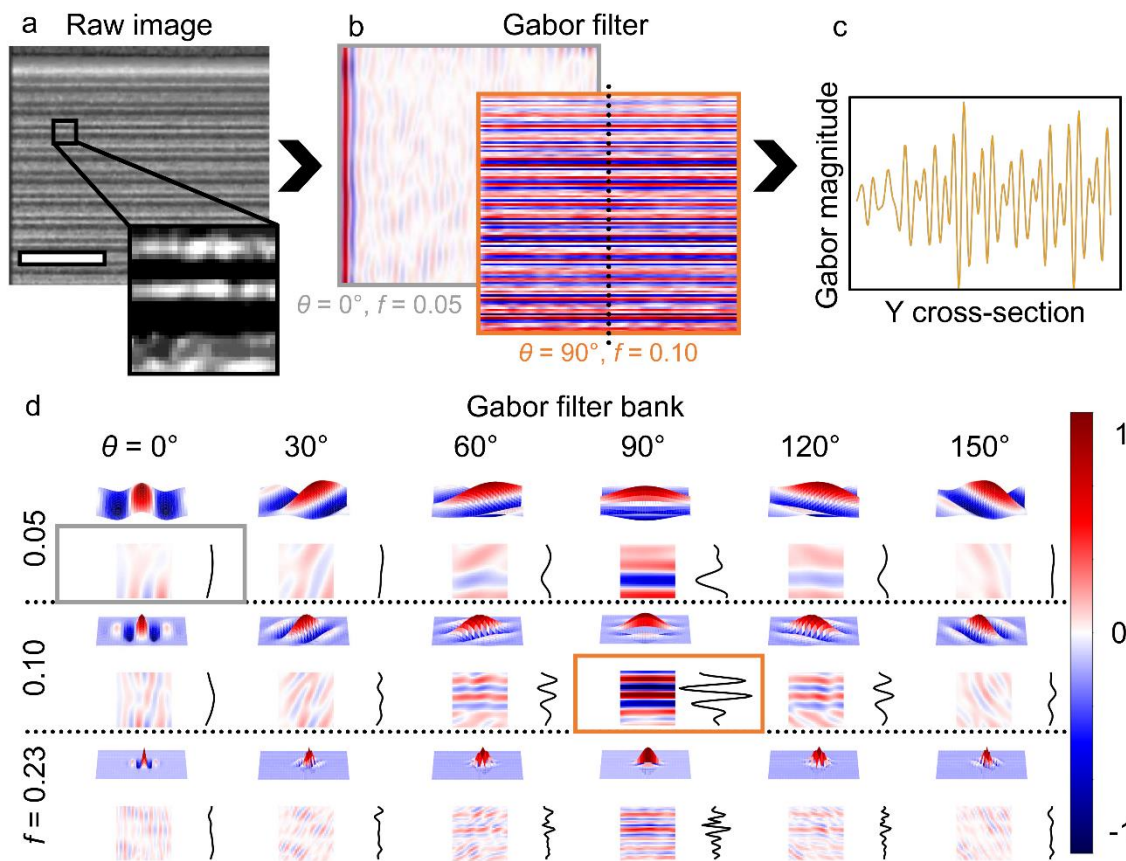 a Raw image
b Gabor filter
c
θ = 0°, f = 0.05
θ = 90°, f = 0.10
Gabor magnitude
Y cross-section
d Gabor filter bank
θ = 0° 30° 60° 90° 120° 150°
0.05
0.10
f = 0.23
1
0
-1